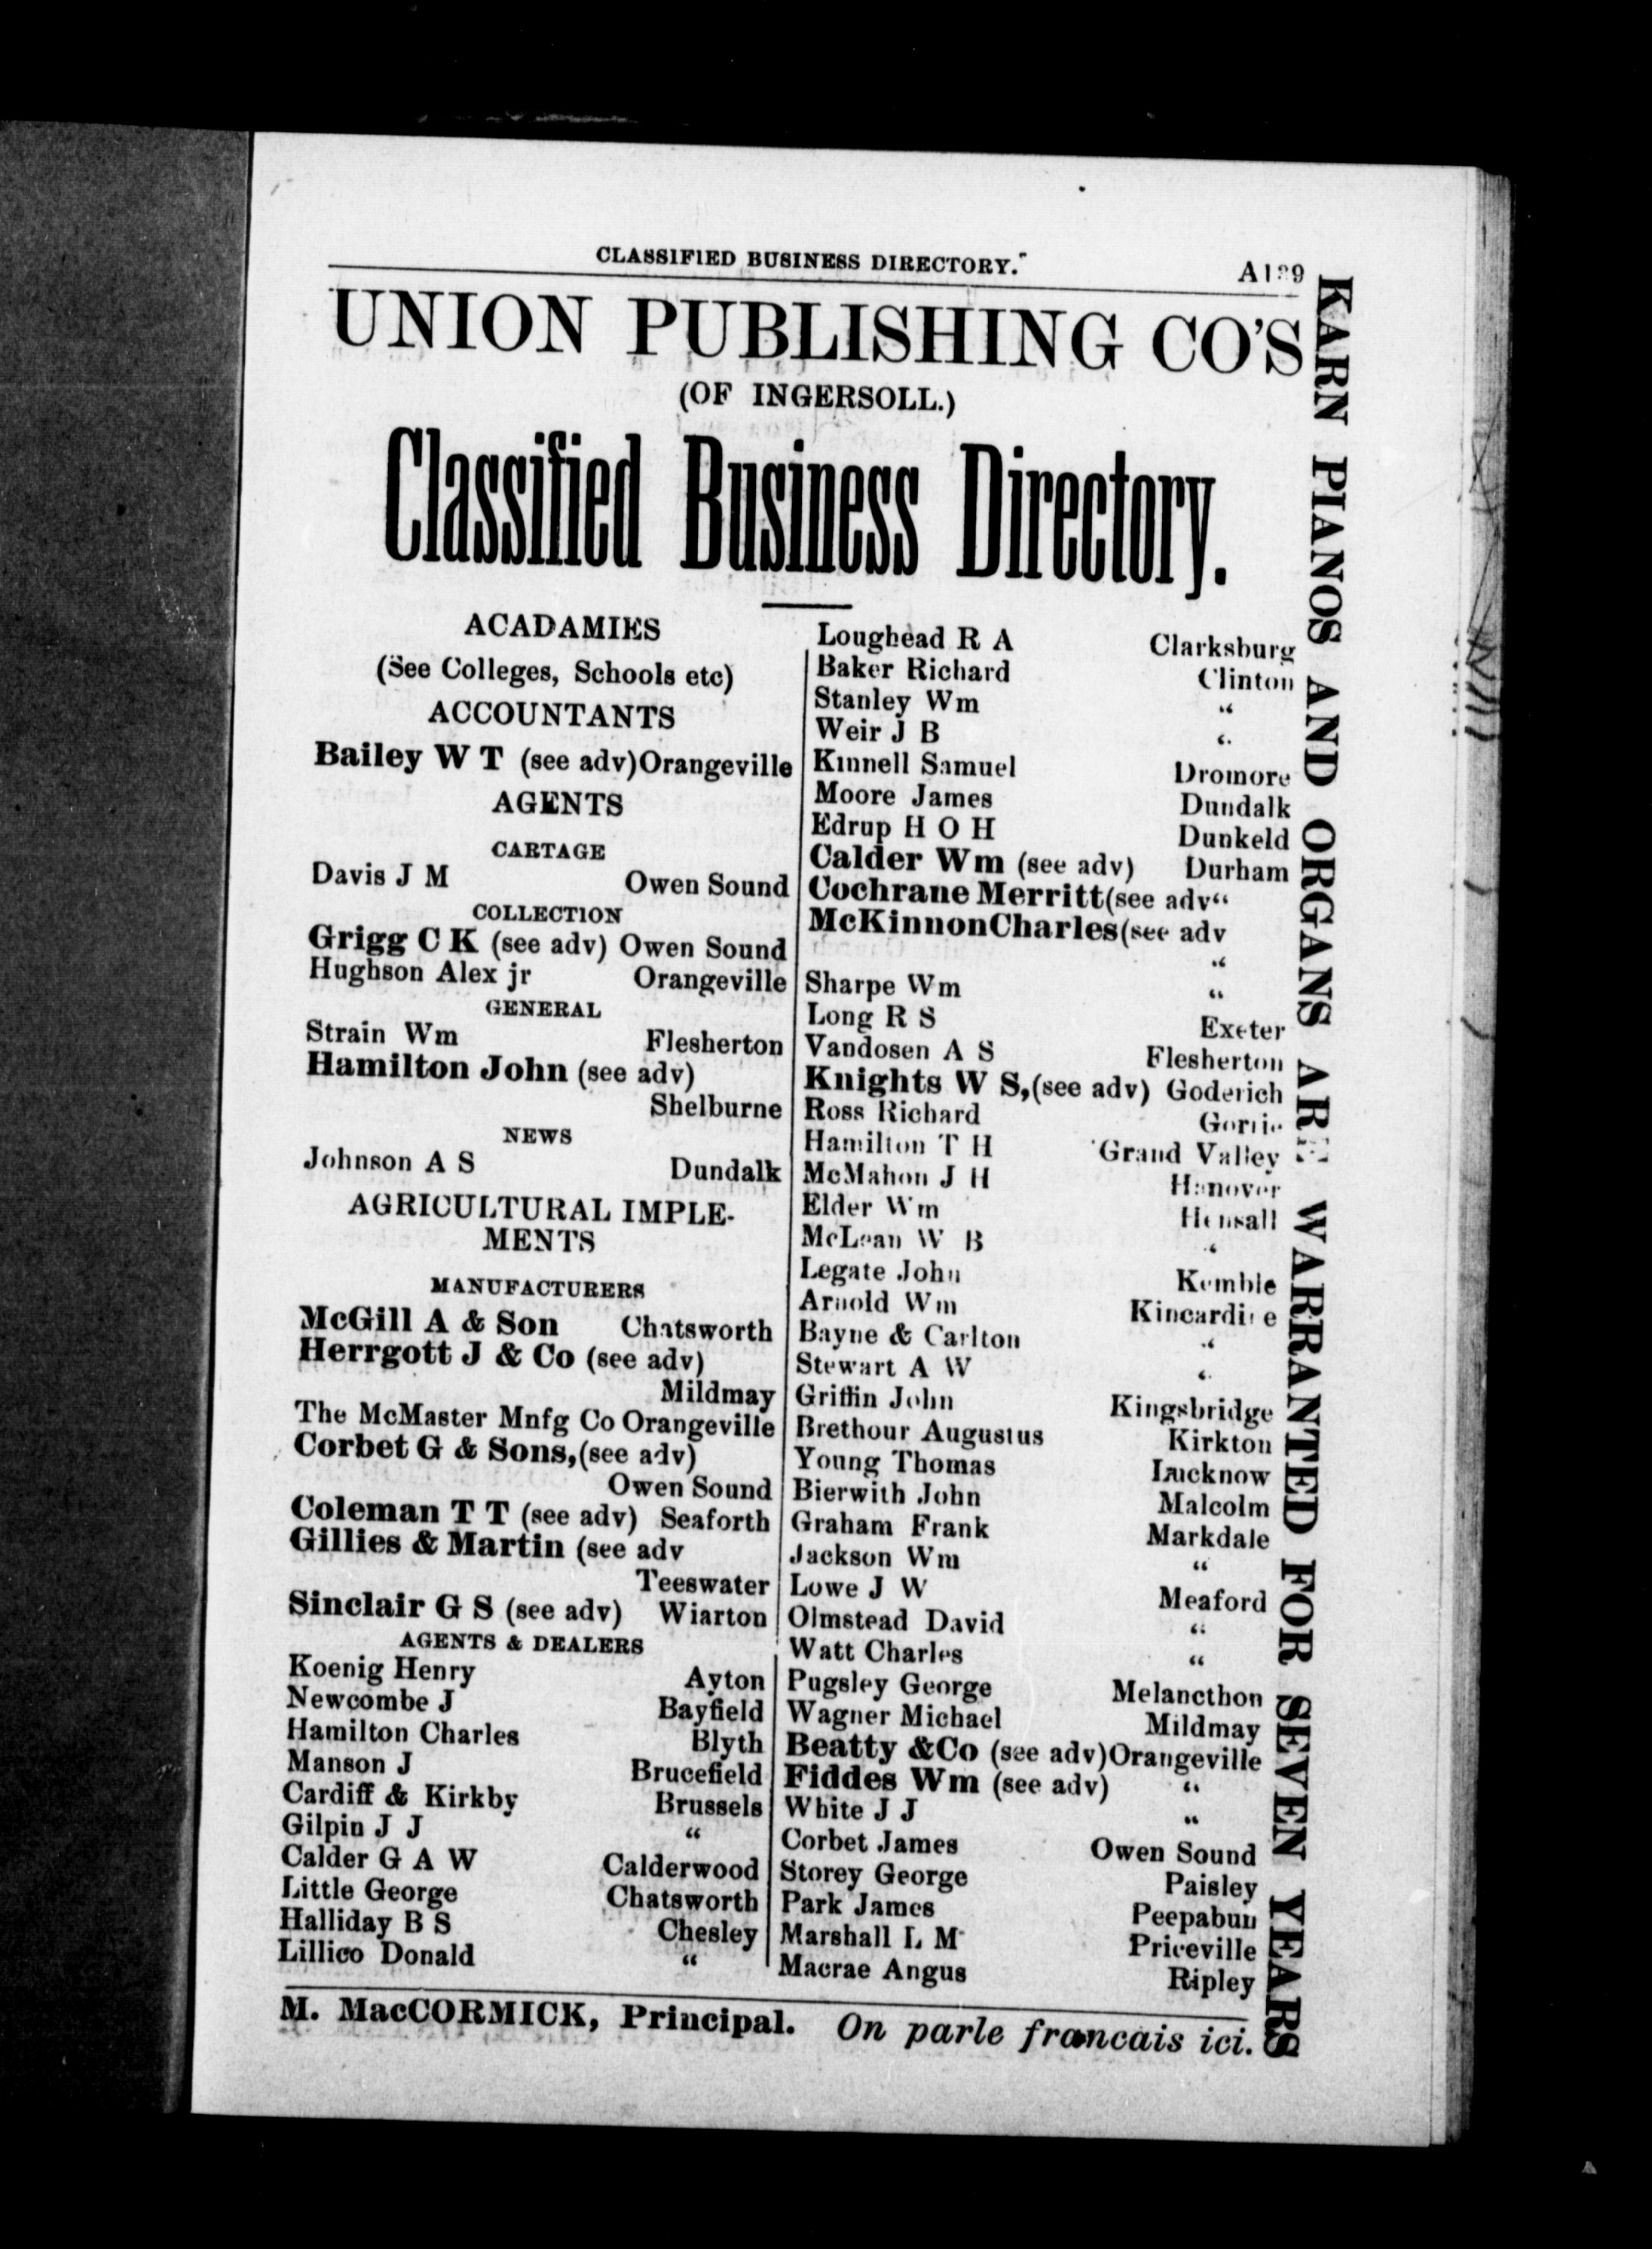 CLASSIFIED BUSINESS DIRECTORY.
UNION PUBLISHING CO'S
(OF INGERSOLL.)
Classified Business Directory.
ACADAMIES
(See Colleges, Schools etc)
ACCOUNTANTS
Bailey W T (see adv)Orangeville
AGENTS
CARTAGE
Davis J M Owen Sound
COLLECTION
Grigg C K (see adv) Owen Sound
Hughson Alex jr Orangeville
GENERAL
Strain Wm Flesherton
Hamilton John (see adv)
Shelburne
NEWS
Johnson A S Dundalk
AGRICULTURAL IMPLE-
MENTS
MANUFACTURERS
McGill A & Son Chatsworth
Herrgott J & Co (see adv)
Mildmay
The McMaster Mnfg Co Orangeville
Corbet G & Sons,(see adv)
Owen Sound
Coleman T T (see adv) Seaforth
Gillies & Martin (see adv
Teeswater
Sinclair G S (see adv) Wiarton
AGENTS & DEALERS
Koenig Henry Ayton
Newcombe J Bayfield
Hamilton Charles Blyth
Manson J Brucefield
Cardiff & Kirkby Brussels
Gilpin J J "
Calder G A W Calderwood
Little George Chatsworth
Halliday B S Chesley
Lillico Donald "
Loughead R A Clarksburg
Baker Richard Clinton
Stanley Wm "
Weir J B "
Kinnell Samuel Dromore
Moore James Dundalk
Edrup H O H Dunkeld
Calder Wm (see adv) Durham
Cochrane Merritt(see adv"
McKinnonCharles(see adv
"
Sharpe Wm "
Long R S Exeter
Vandosen A S Flesherton
Knights W S,(see adv) Goderich
Ross Richard Gorrie
Hamilton T H Grand Valley
McMahon J H Hanover
Elder Wm Hensall
McLean W B "
Legate John Kemble
Arnold Wm Kincardine
Bayne & Carlton "
Stewart A W "
Griffin John Kingsbridge
Brethour Augustus Kirkton
Young Thomas Lucknow
Bierwith John Malcolm
Graham Frank Markdale
Jackson Wm "
Lowe J W Meaford
Olmstead David "
Watt Charles "
Pugsley George Melancthon
Wagner Michael Mildmay
Beatty &Co (see adv)Orangeville
Fiddes Wm (see adv) "
White J J "
Corbet James Owen Sound
Storey George Paisley
Park James Peepabun
Marshall L M Priceville
Macrae Angus Ripley
M. MacCORMICK, Principal. On parle francais ici.
KARN PIANOS AND ORGANS ARE WARRANTED FOR SEVEN YEARS